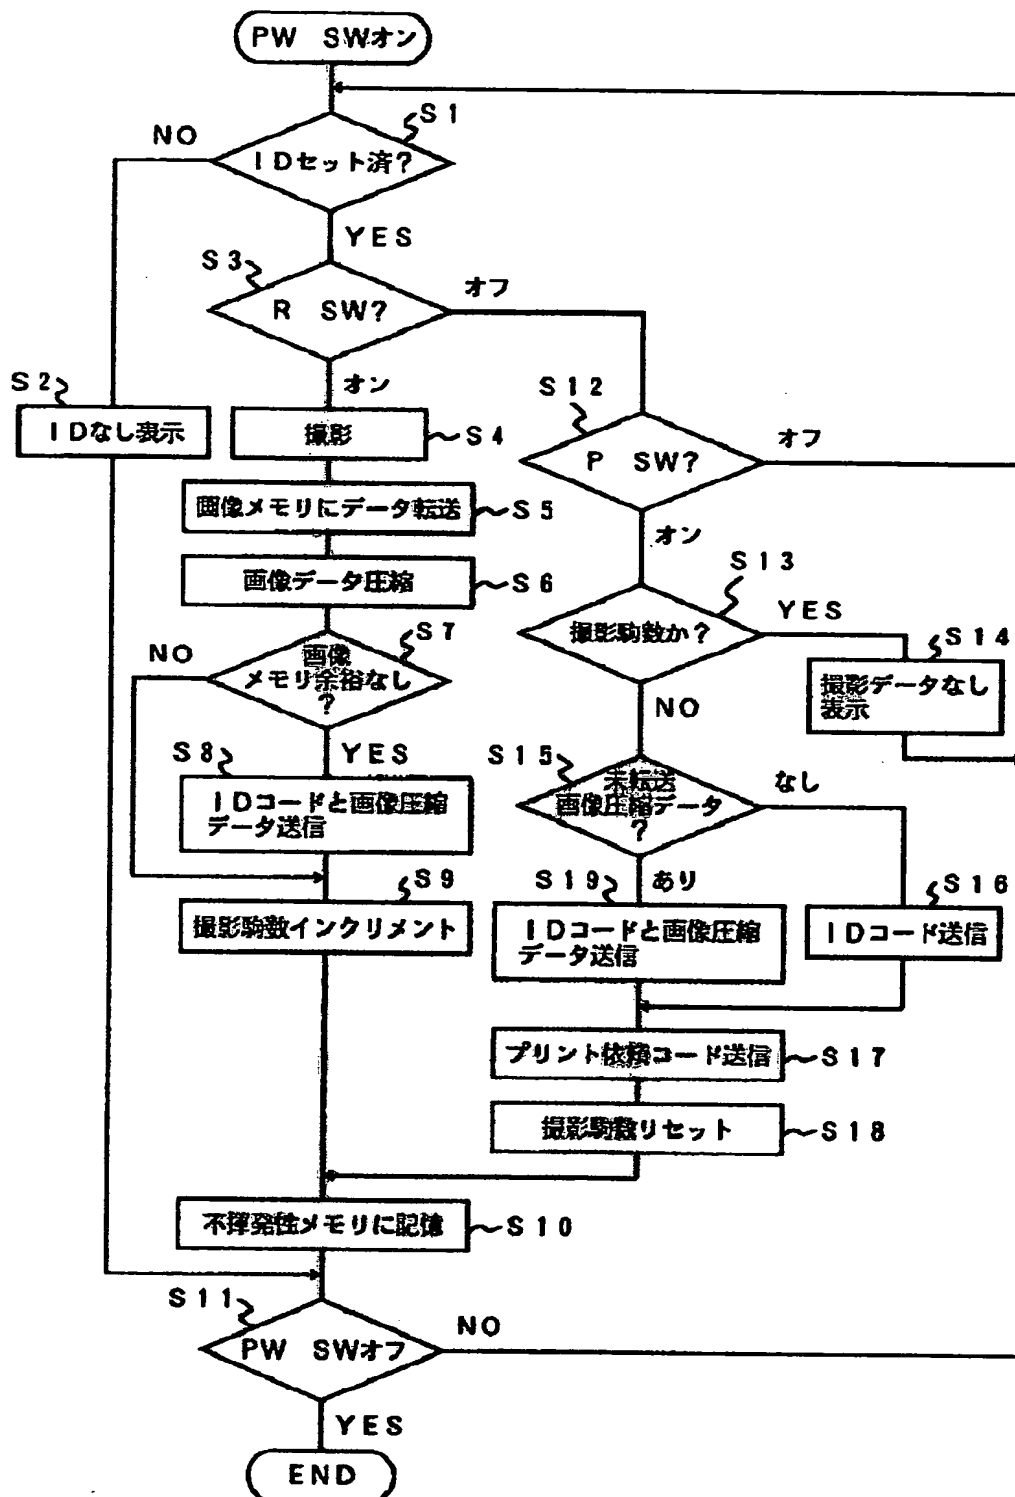 PW SWオン
S1
NO
IDセット済?
YES
S3
R SW?
オフ
S2
オン
S12
IDなし表示
撮影
S4
P SW?
オフ
画像メモリにデータ転送
S5
オン
S13
画像データ圧縮
S6
撮影駒数か?
YES
S14
撮影データなし
表示
NO
S7
画像
メモリ余裕なし
?
NO
YES
S8
IDコードと画像圧縮
データ送信
S15
未転送
画像圧縮データ
?
なし
S9
撮影駒数インクリメント
S19
あり
IDコードと画像圧縮
データ送信
S16
IDコード送信
プリント依頼コード送信
S17
撮影駒数リセット
S18
不揮発性メモリに記憶
S10
S11
PW SWオフ
NO
YES
END